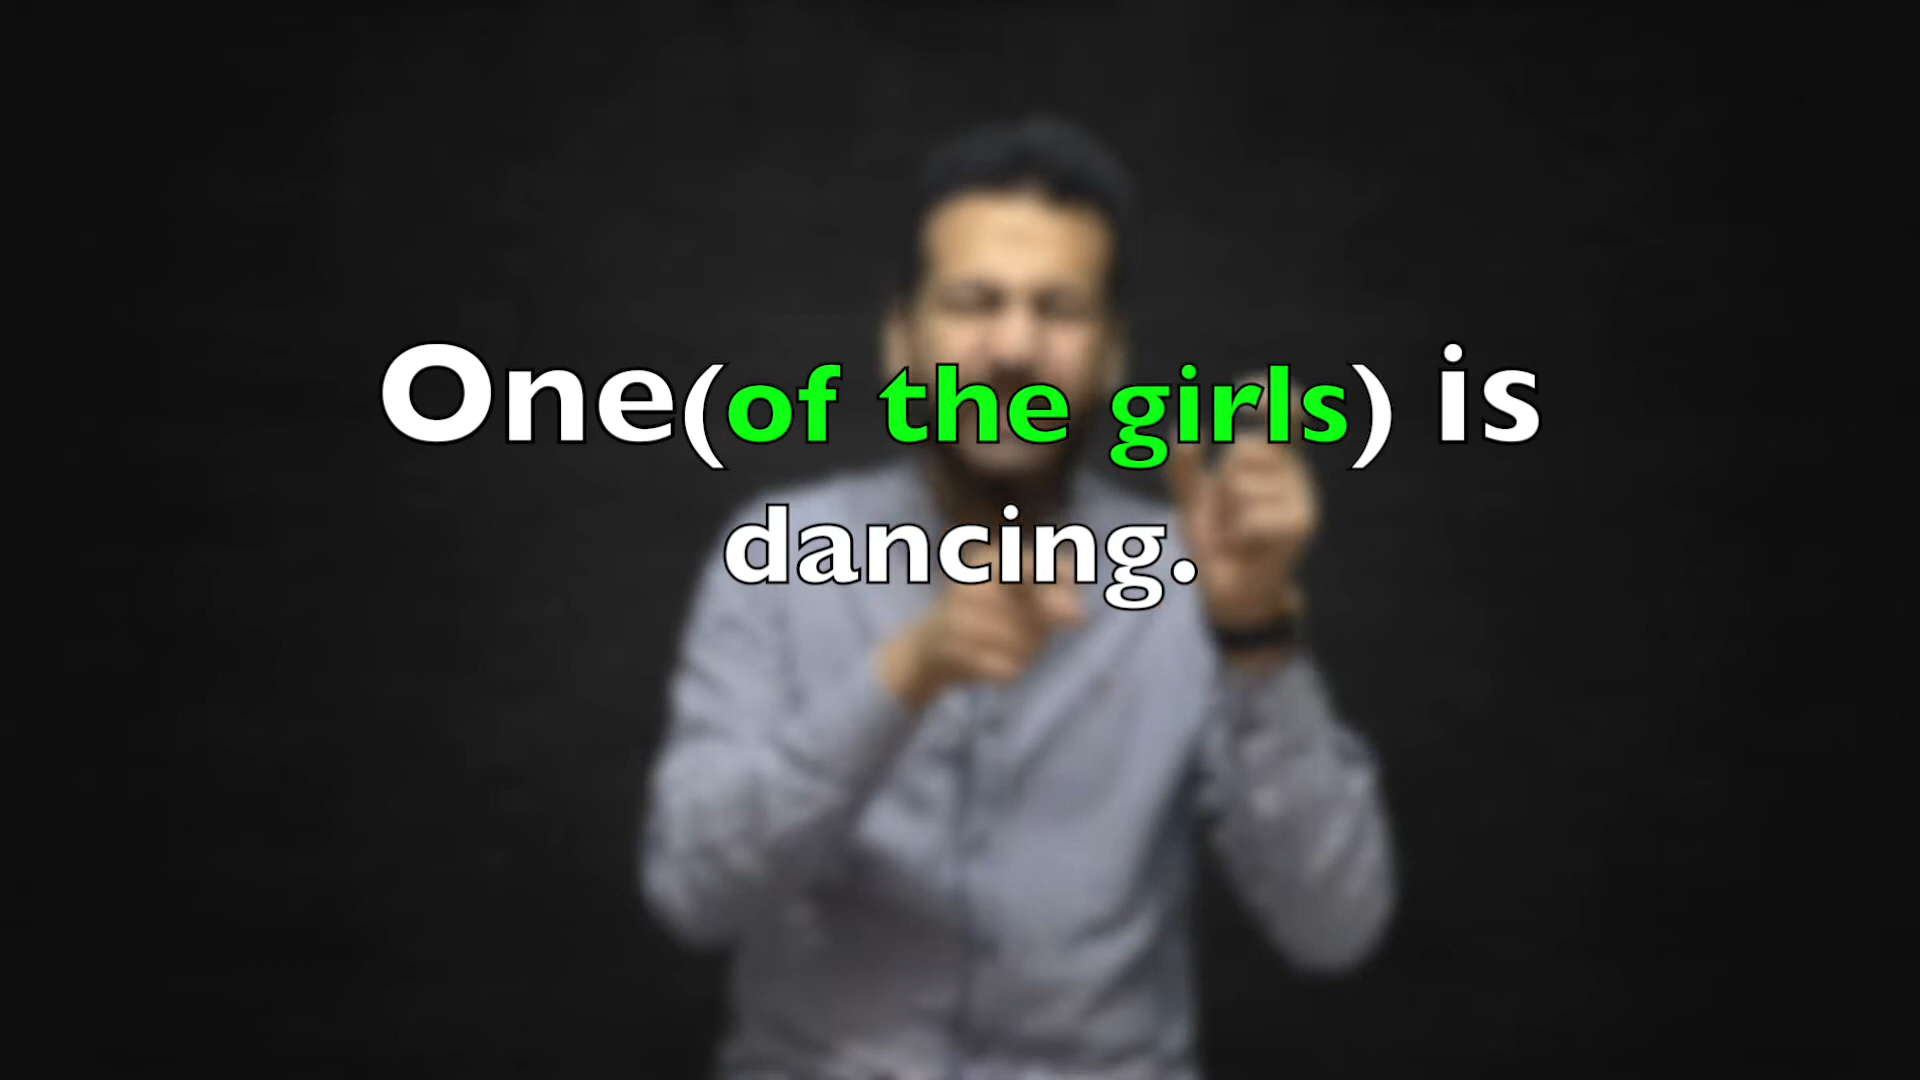 One(of the girls) is
dancing.